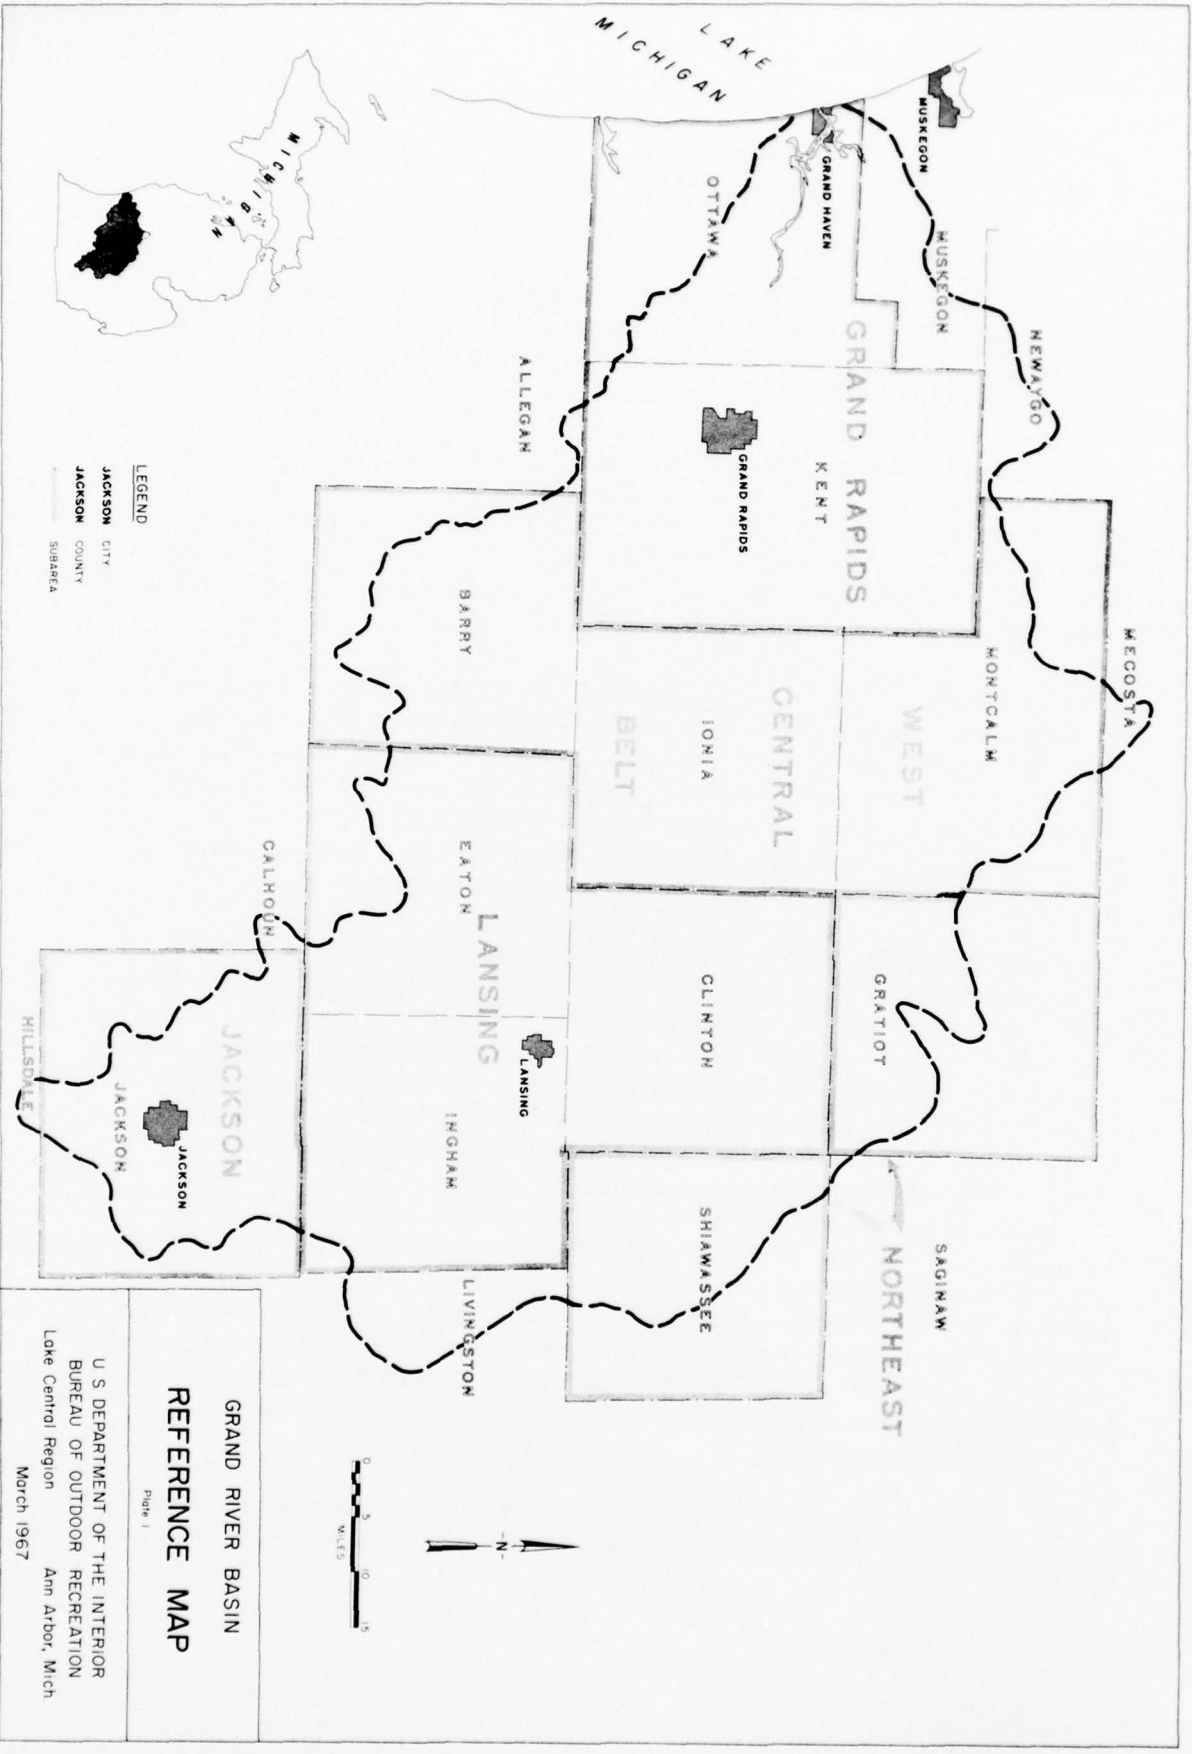 LAKE
MICHIGAN
MUSKEGON
GRAND HAVEN
OTTAWA
MUSKEGON
NEWAYGO
MECOSTA
GRAND RAPIDS
KENT
GRAND RAPIDS
ALLEGAN
MONTCALM
WEST
CENTRAL
BELT
IONIA
BARRY
EATON
LANSING
LANSING
INGHAM
CLINTON
GRATIOT
SAGINAW
NORTHEAST
SHIAWASSEE
LIVINGSTON
CALHOUN
JACKSON
JACKSON
JACKSON
HILLSDALE
MICHIGAN
LEGEND
JACKSON CITY
JACKSON COUNTY
SUBAREA
-N-
0 5 10 15
MILES
GRAND RIVER BASIN
REFERENCE MAP
Plate 1
U S DEPARTMENT OF THE INTERIOR
BUREAU OF OUTDOOR RECREATION
Lake Central Region Ann Arbor, Mich
March 1967